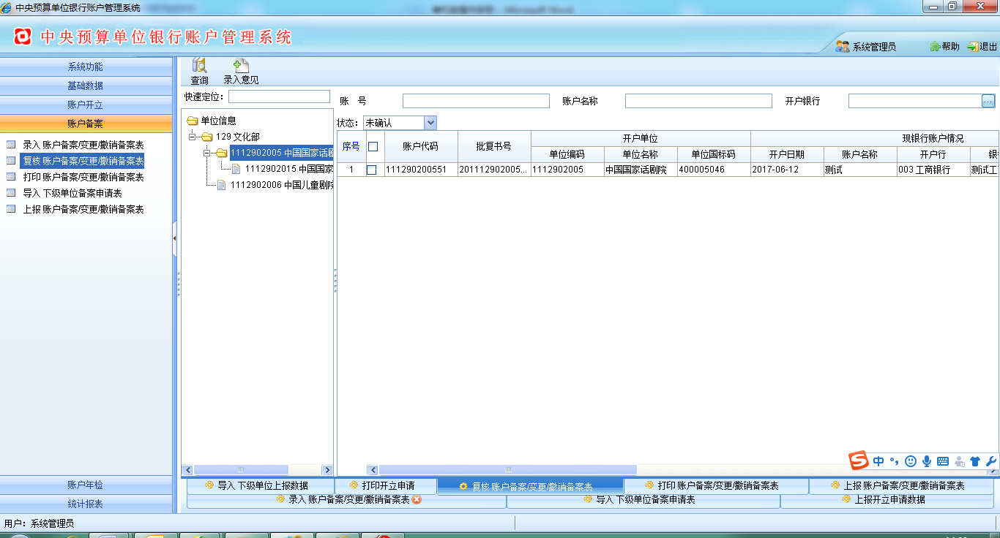 中央预算单位银行账户管理系统
中央预算单位银行账户管理系统
系统管理员 帮助 退出
系统功能
基础数据
账户开立
账户备案
录入 账户备案/变更/撤销备案表
复核 账户备案/变更/撤销备案表
打印 账户备案/变更/撤销备案表
导入 下级单位备案申请表
上报 账户备案/变更/撤销备案表
账户年检
统计报表
查询 录入意见
快速定位：
单位信息
129 文化部
1112902005 中国国家话剧
1112902015 中国国家
1112902006 中国儿童剧院
账 号 账户名称 开户银行
状态： 未确认
序号 账户代码 批复书号 开户单位 现银行账户情况
单位编码 单位名称 单位国标码 开户日期 账户名称 开户行 银
1 111290200551 201112902005... 1112902005 中国国家话剧院 400005046 2017-06-12 测试 003 工商银行 测试工
中
导入 下级单位上报数据 打印开立申请 复核 账户备案/变更/撤销备案表 打印 账户备案/变更/撤销备案表 上报 账户备案/变更/撤销备案表
录入 账户备案/变更/撤销备案表 导入 下级单位备案申请表 上报开立申请数据
用户： 系统管理员